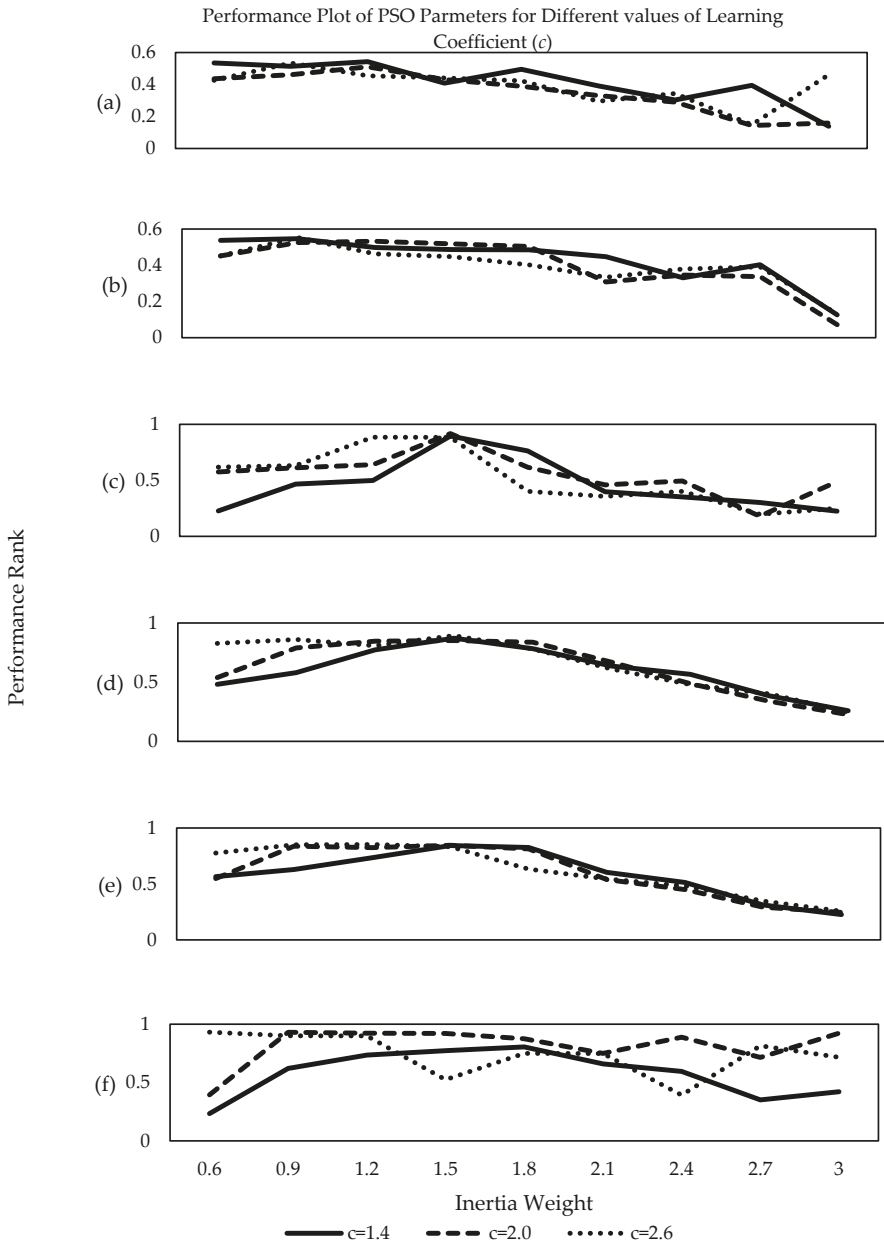 Performance Plot of PSO Parmeters for Different values of Learning
Coefficient (c)
0.6
0.4
0.2
0
(a)
0.6
0.4
0.2
0
(b)
1
0.5
0
(c)
Performance Rank
1
0.5
0
(d)
1
0.5
0
(e)
1
0.5
0
(f)
0.6 0.9 1.2 1.5 1.8 2.1 2.4 2.7 3
Inertia Weight
c=1.4 c=2.0 c=2.6